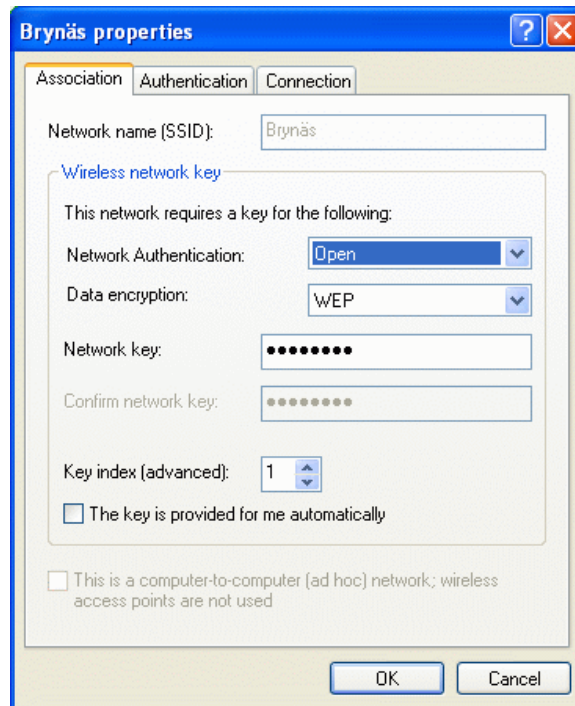 Brynäs properties
Association Authentication Connection
Network name (SSID): Brynäs
Wireless network key
This network requires a key for the following:
Network Authentication: Open
Data encryption: WEP
Network key: ••••••••
Confirm network key: ••••••••
Key index (advanced): 1
The key is provided for me automatically
This is a computer-to-computer (ad hoc) network; wireless
access points are not used
OK Cancel